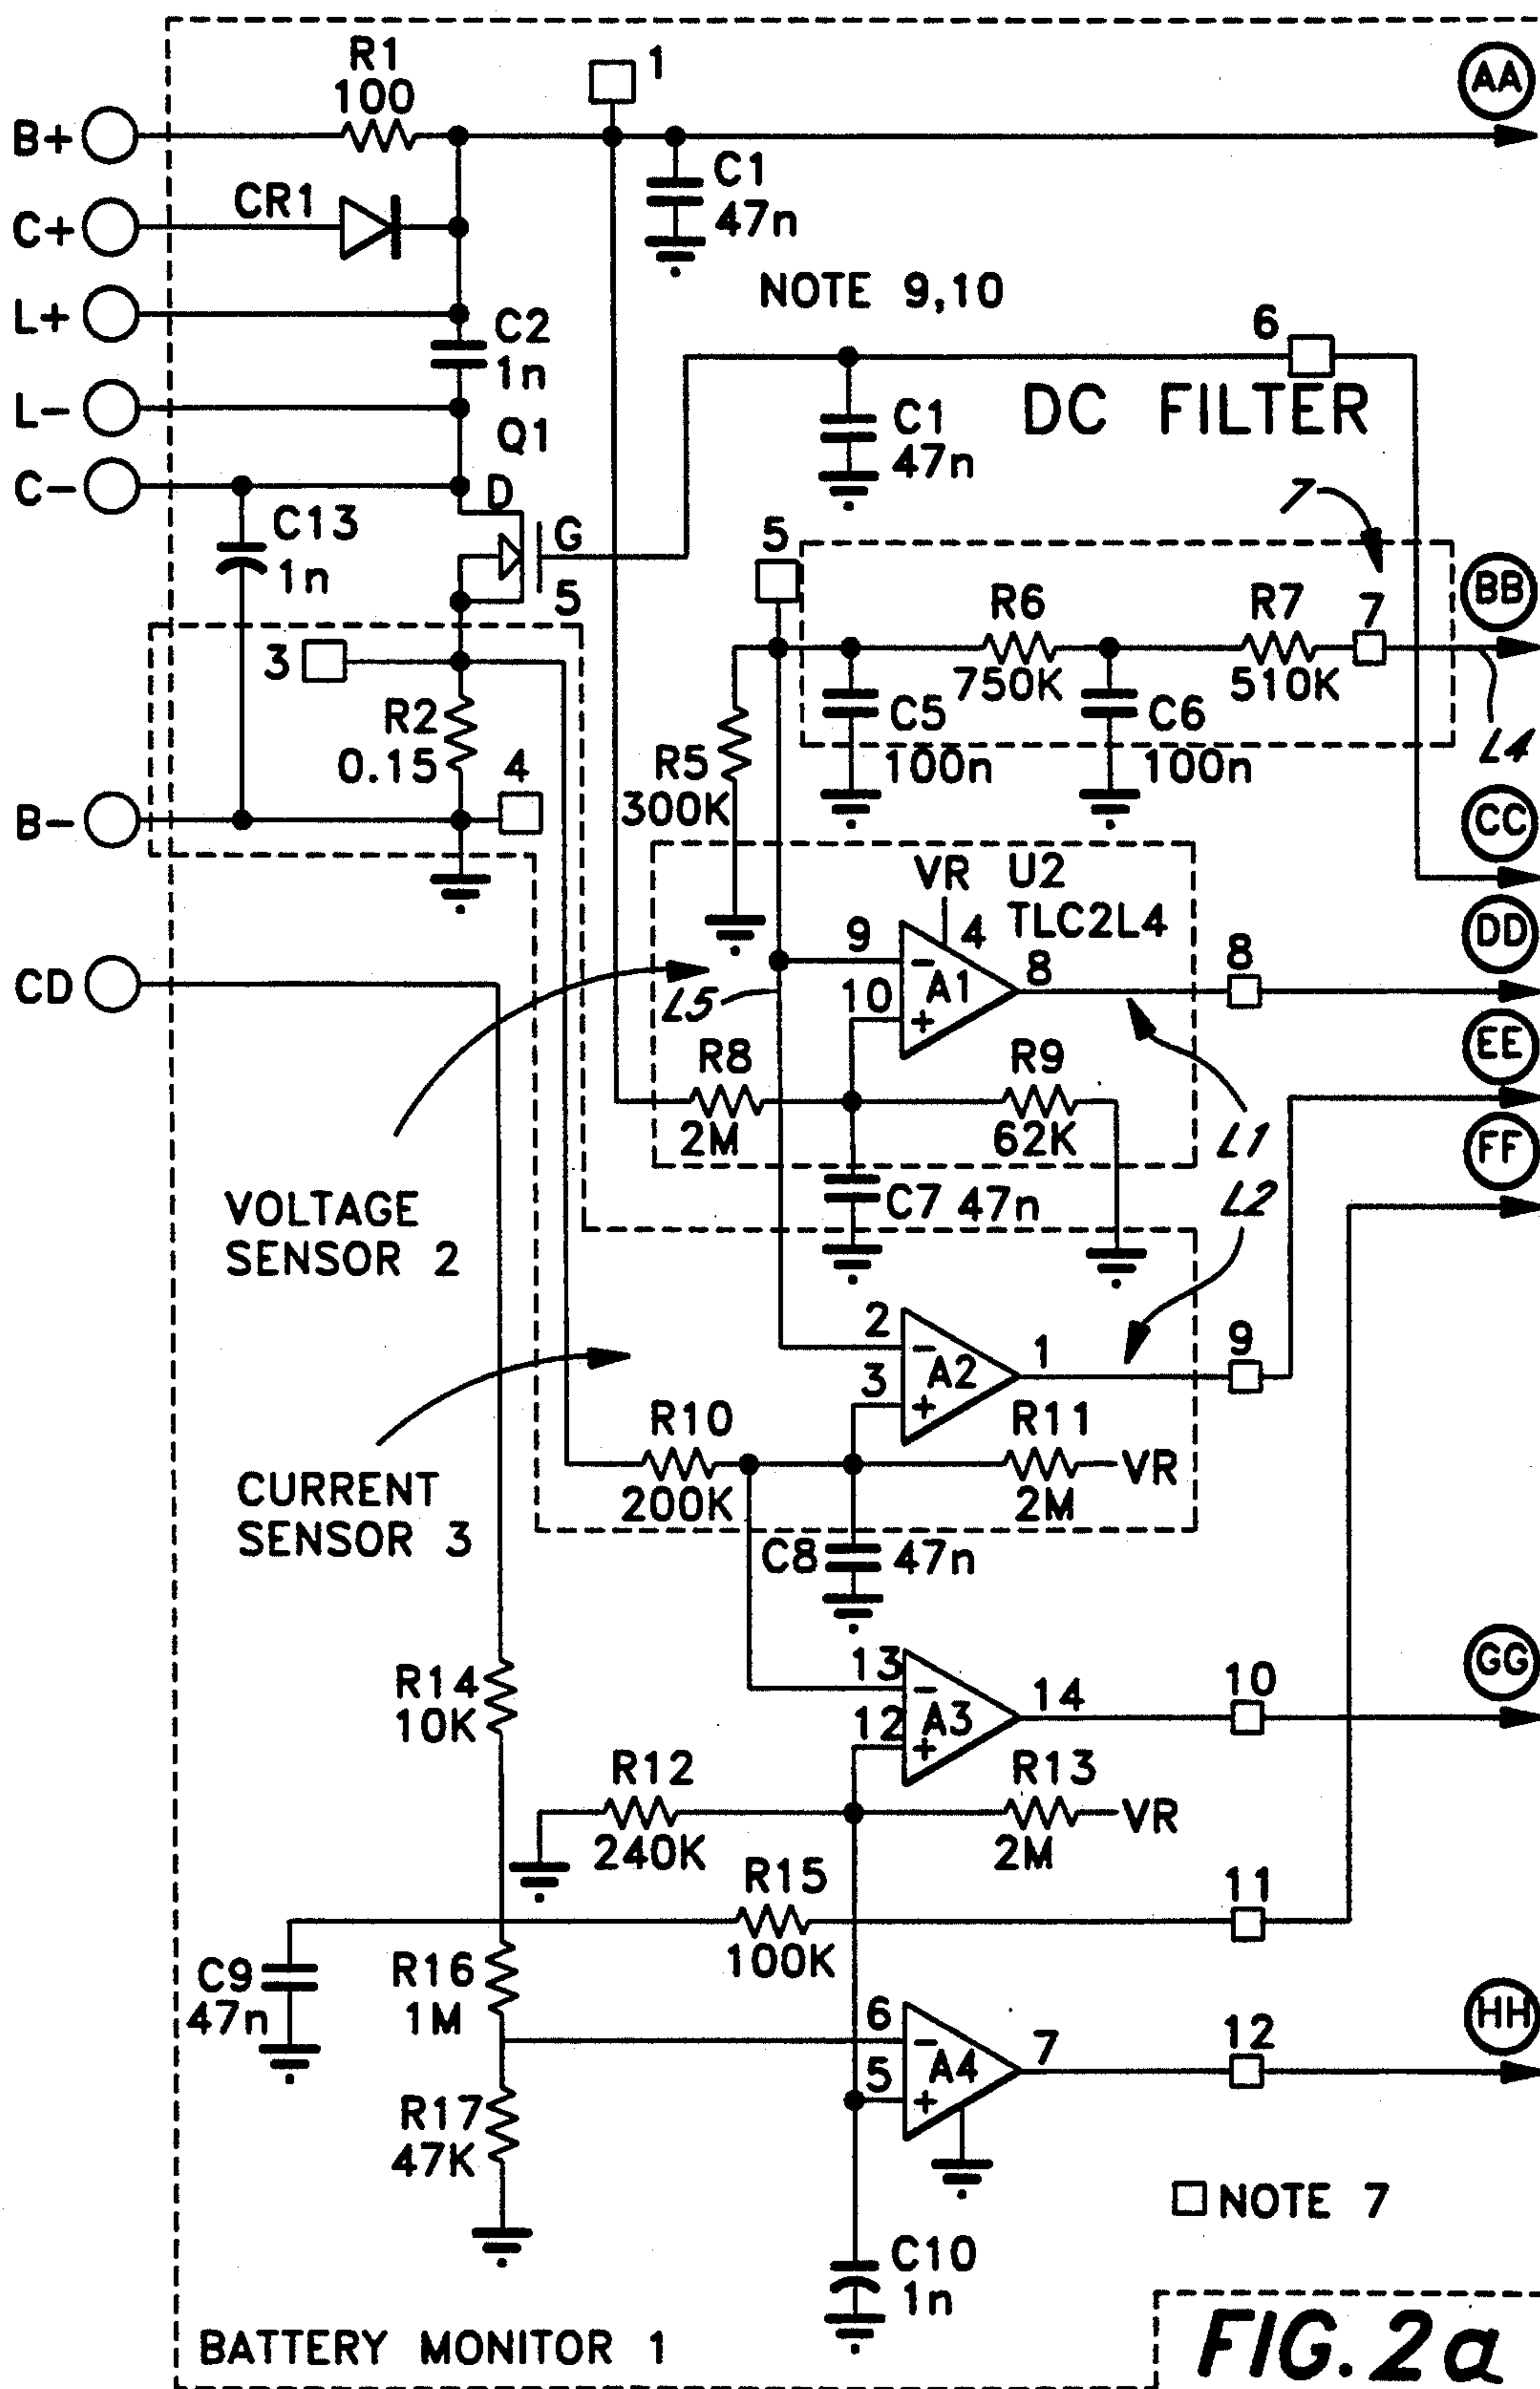 R1
100
1
AA
B+
C1
47n
CR1
C+
NOTE 9,10
L+
C2
1n
6
L-
Q1
C1
47n
DC FILTER
C-
D
C13
1n
G
5
5
7
R6
750K
R7
510K
7
BB
3
R2
0.15
4
R5
300K
C5
100n
C6
100n
L4
B-
CC
VR
U2
TLC2L4
4
9
-
10
+
A1
8
8
DD
CD
L5
EE
R8
2M
R9
62K
L1
FF
VOLTAGE
SENSOR 2
C7 47n
L2
2
-
3
+
A2
1
9
CURRENT
SENSOR 3
R10
200K
R11
2M
VR
C8 47n
R14
10K
13
-
12
+
A3
14
10
GG
R12
240K
R13
2M
VR
R15
100K
11
C9
47n
R16
1M
6
-
5
+
A4
7
12
HH
R17
47K
NOTE 7
C10
1n
BATTERY MONITOR 1
FIG. 2a